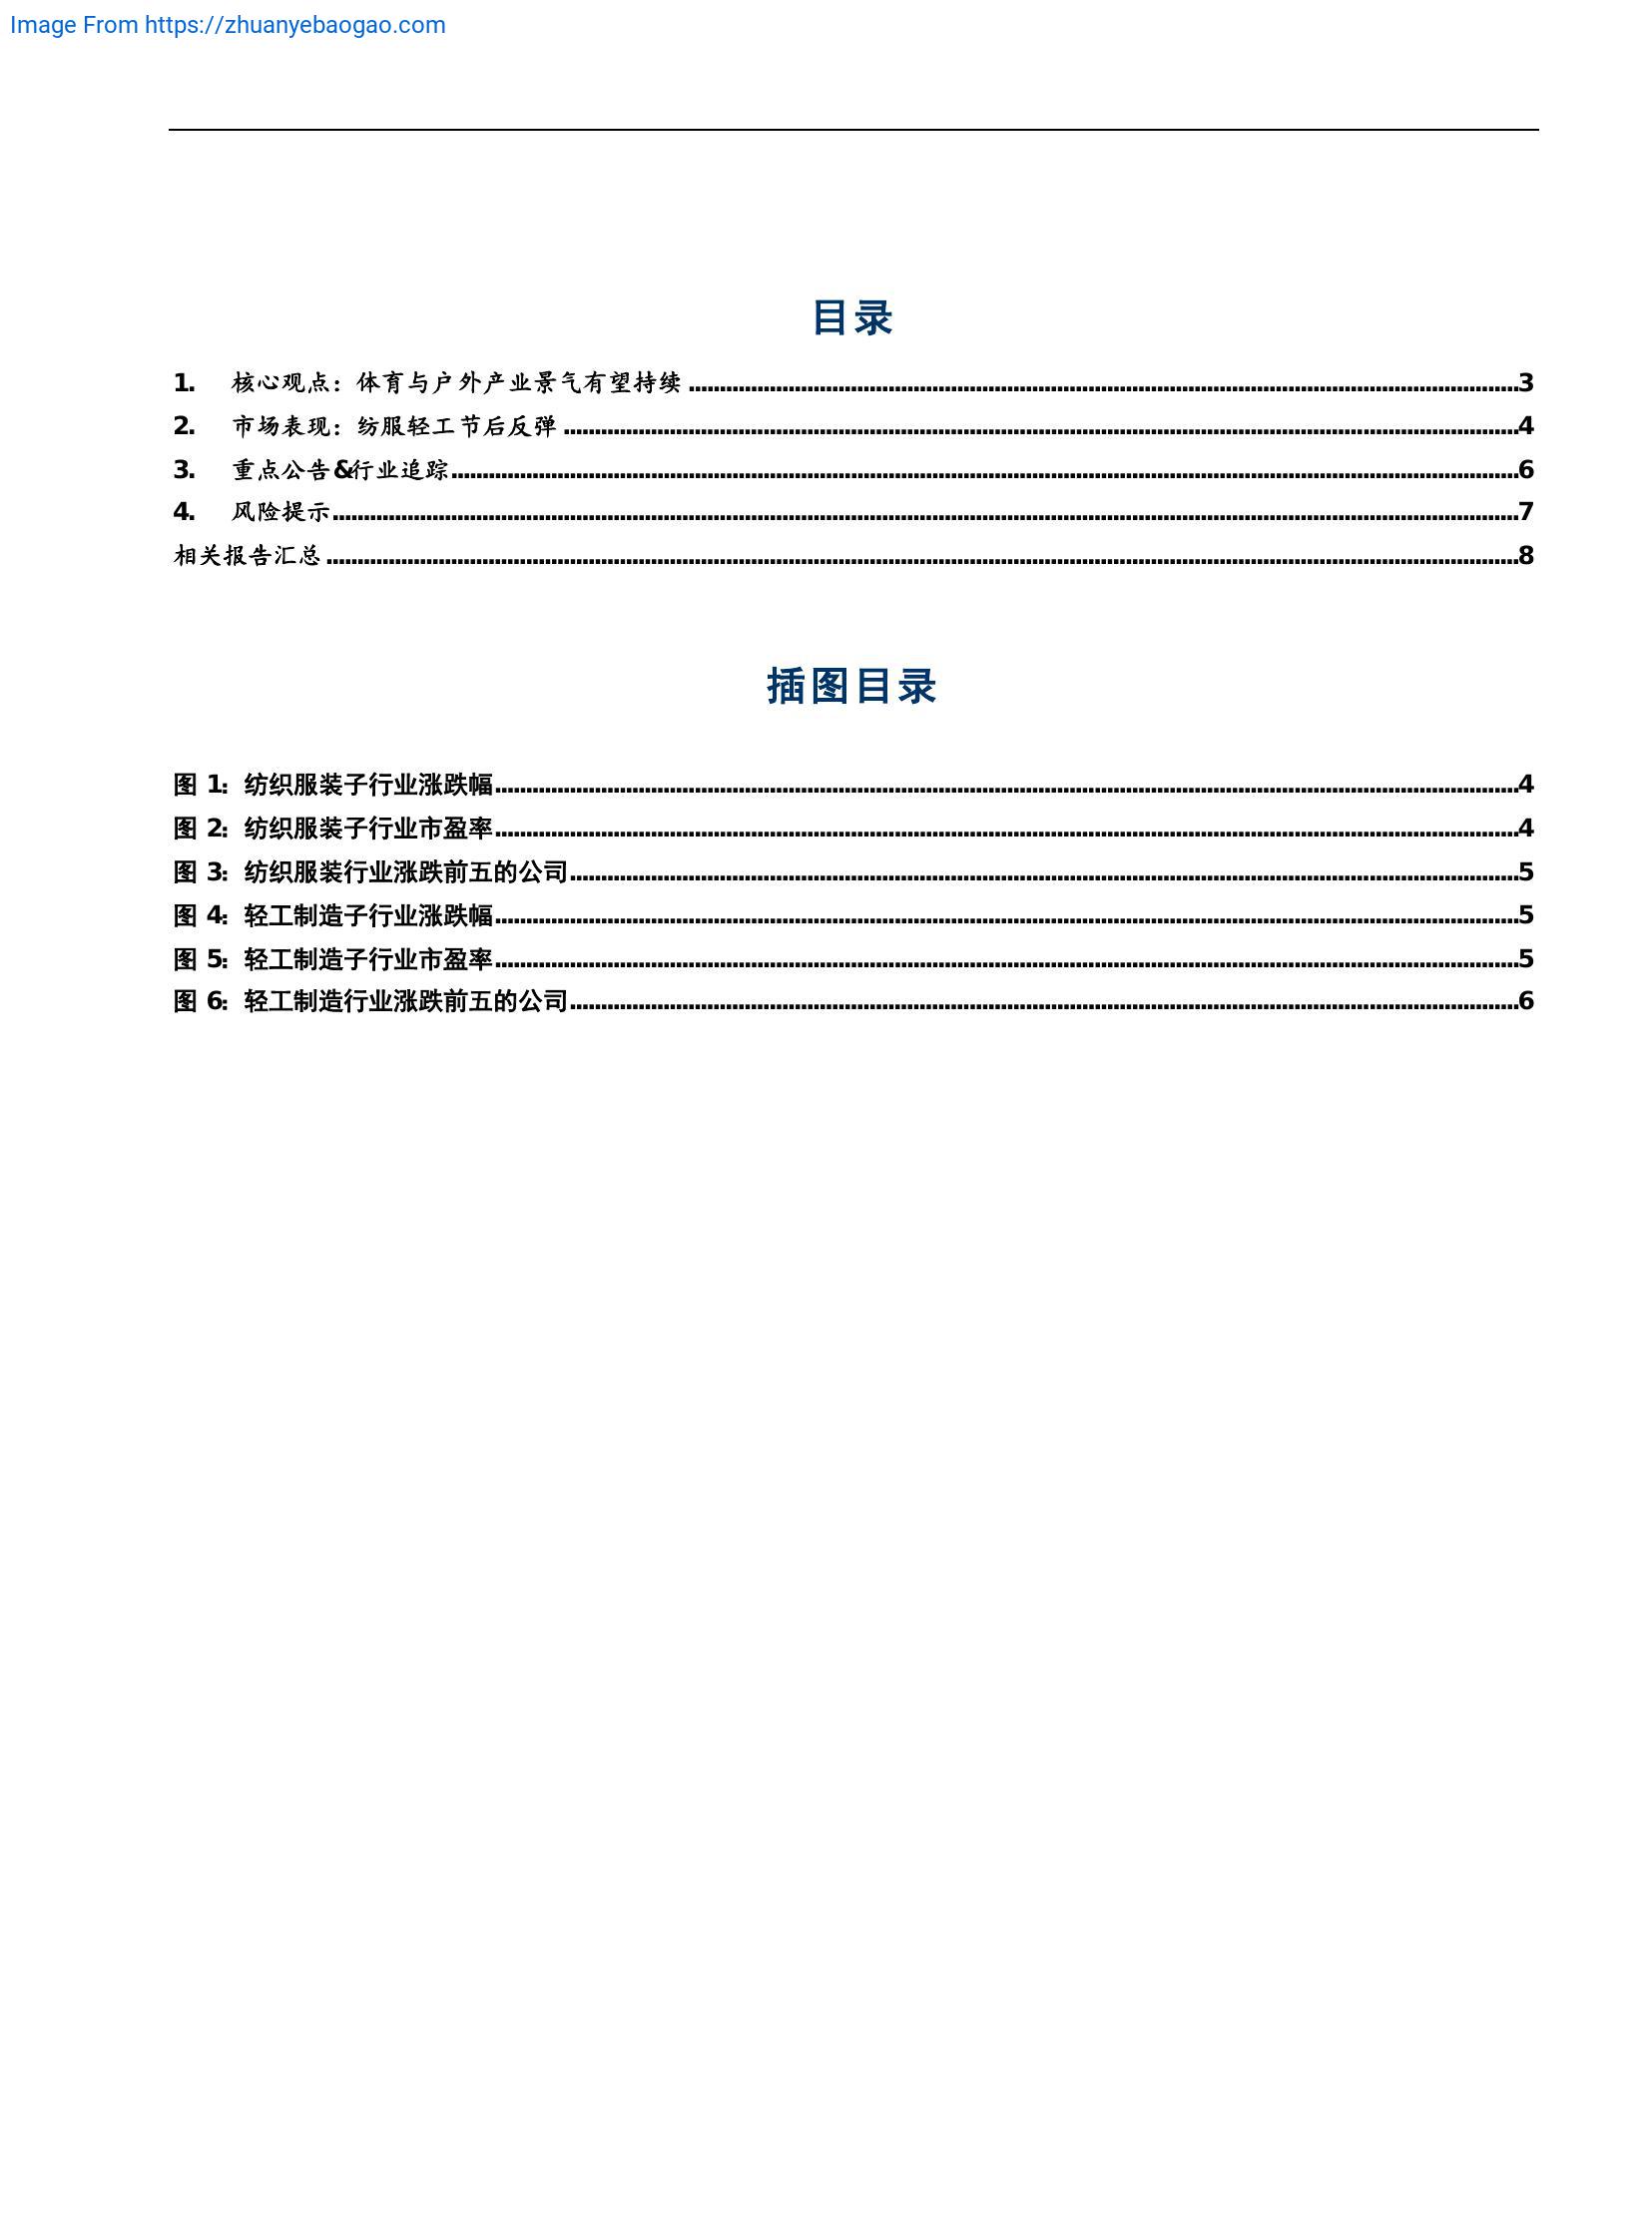 Image From https://zhuanyebaogao.com
目录
1. 核心观点：体育与户外产业景气有望持续........3
2. 市场表现：纺服轻工节后反弹........4
3. 重点公告&行业追踪........6
4. 风险提示........7
相关报告汇总........8
插图目录
图 1：纺织服装子行业涨跌幅........4
图 2：纺织服装子行业市盈率........4
图 3：纺织服装行业涨跌前五的公司........5
图 4：轻工制造子行业涨跌幅........5
图 5：轻工制造子行业市盈率........5
图 6：轻工制造行业涨跌前五的公司........6